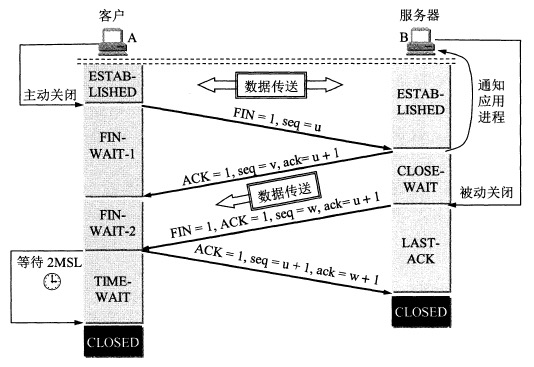 客户
服务器
A
B
主动关闭
ESTAB-
LISHED
数据传送
ESTAB-
LISHED
通知
应用
进程
FIN = 1, seq = u
FIN-
WAIT-1
ACK = 1, seq = v, ack= u + 1
CLOSE-
WAIT
数据传送
被动关闭
FIN-
WAIT-2
FIN = 1, ACK = 1, seq = w, ack= u + 1
等待 2MSL
ACK = 1, seq = u + 1, ack = w + 1
LAST-
ACK
TIME-
WAIT
CLOSED
CLOSED